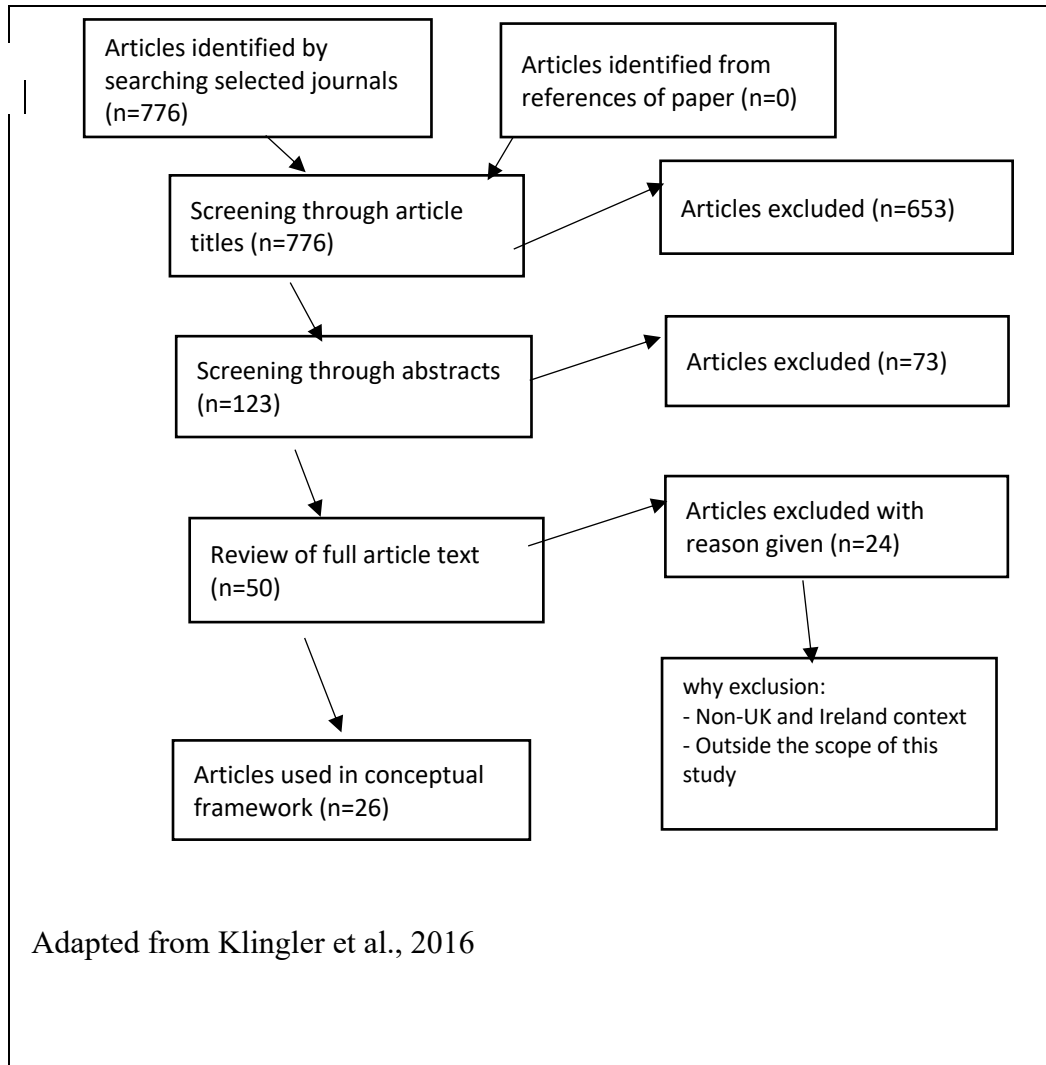 Articles identified by
searching selected journals
(n=776)
Articles identified from
references of paper (n=0)
Screening through article
titles (n=776)
Articles excluded (n=653)
Screening through abstracts
(n=123)
Articles excluded (n=73)
Review of full article text
(n=50)
Articles excluded with
reason given (n=24)
why exclusion:
- Non-UK and Ireland context
- Outside the scope of this
study
Articles used in conceptual
framework (n=26)
Adapted from Klingler et al., 2016